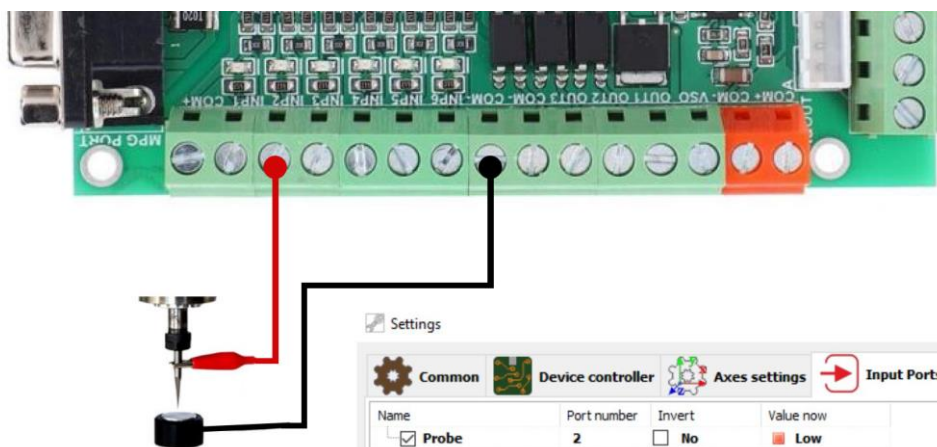 1020
COM+ COM- VSO OUT1 OUT2 OUT3 COM- COM- INP6 INP5 INP4 INP3 INP2 INP1 COM+
MPG PORT
Settings
Common Device controller Axes settings Input Ports
Name Port number Invert Value now
Probe 2 No Low